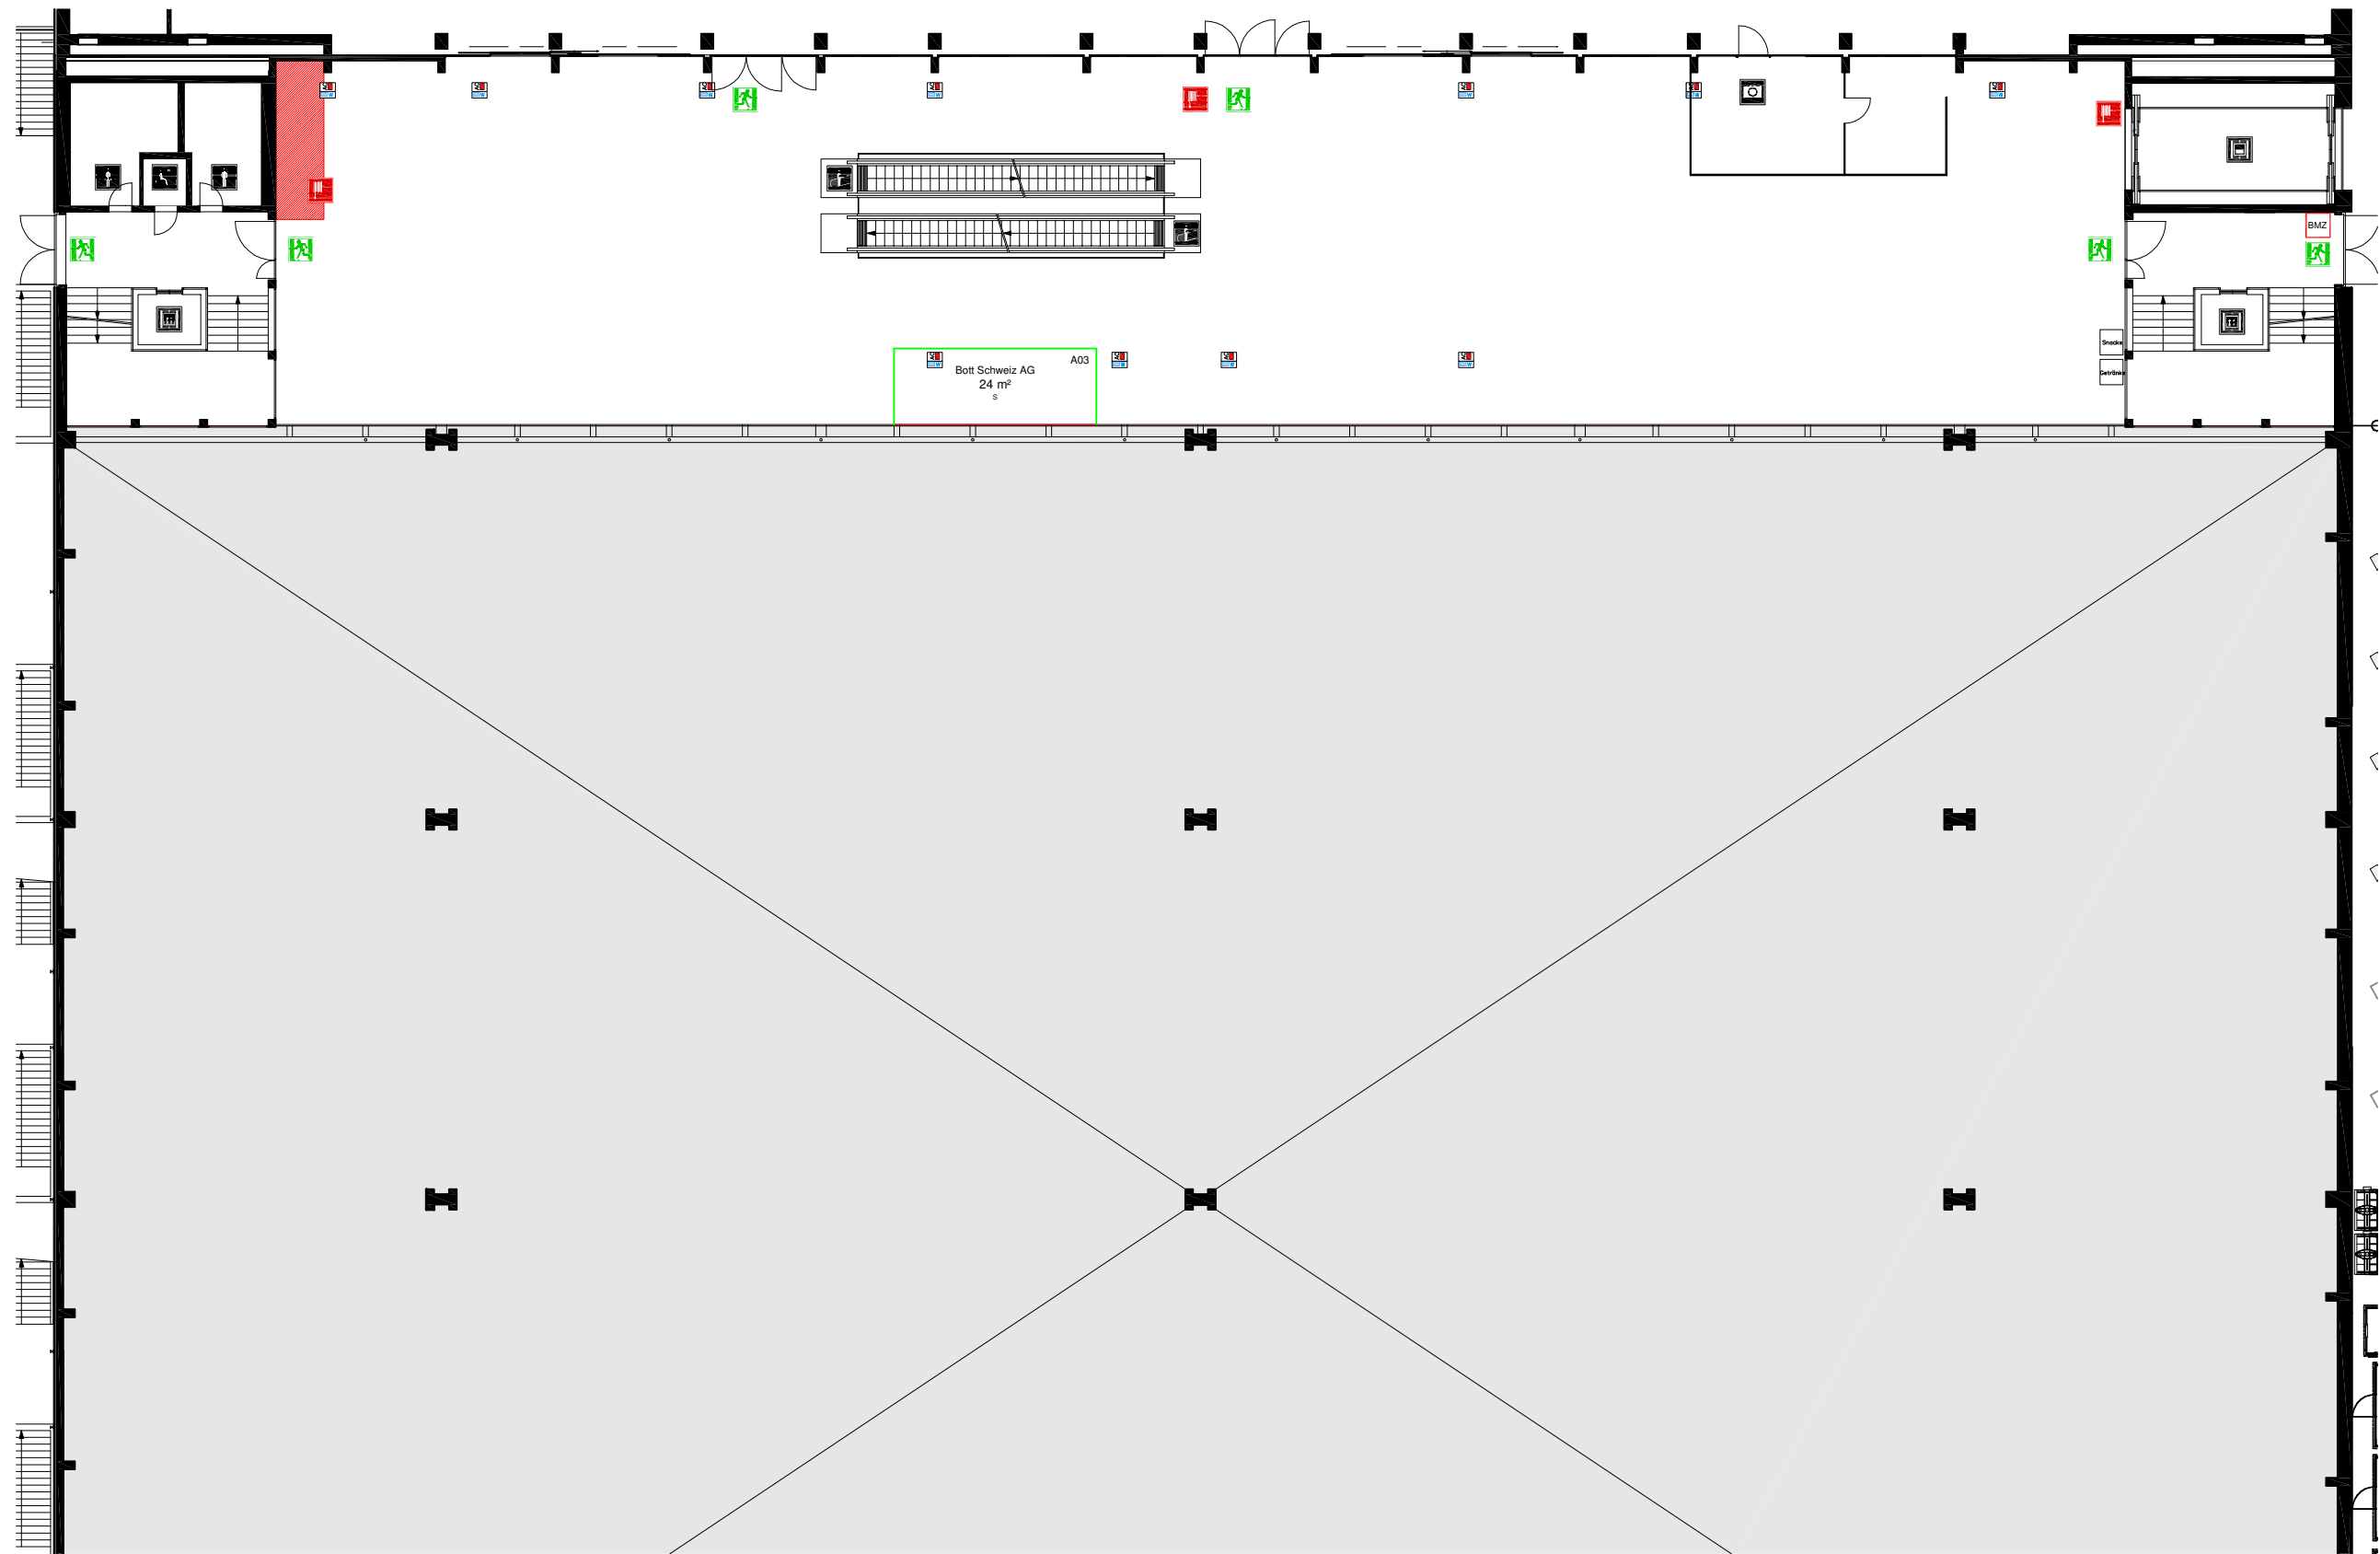 BMZ
Snacks
Getränke
A03
Bott Schweiz AG
24 m²
S